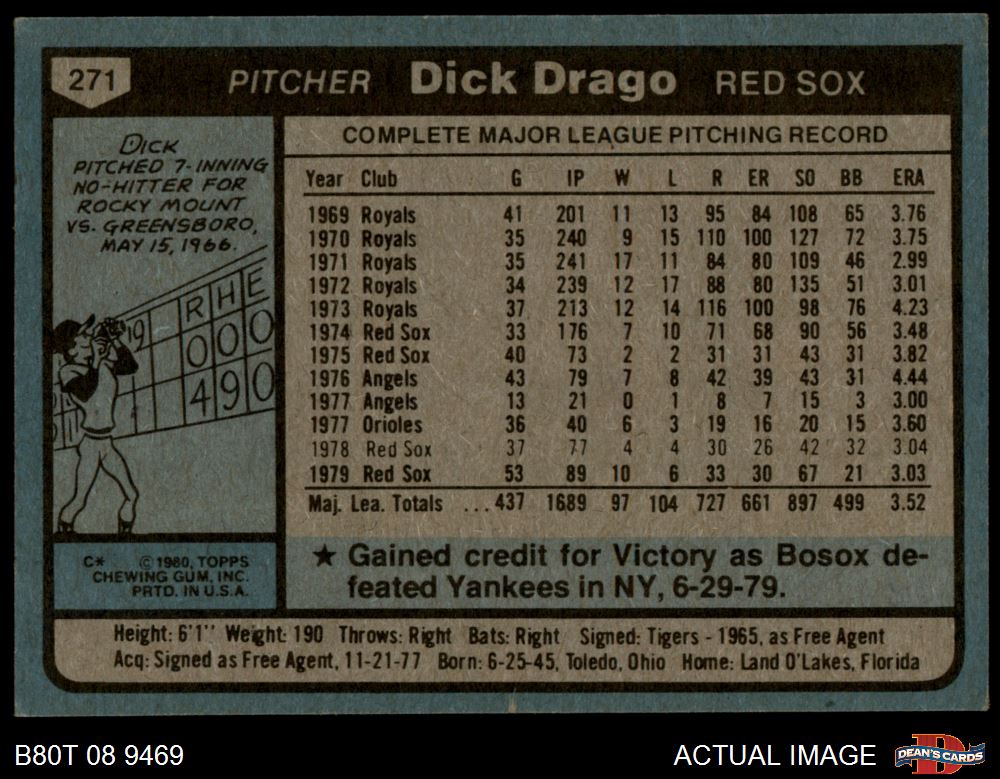 271 PITCHER Dick Drago RED SOX
DICK
PITCHED 7-INNING
NO-HITTER FOR
ROCKY MOUNT
VS. GREENSBORO,
MAY 15, 1966.
9 R H E
0 0 0
4 9 0
C* © 1980, TOPPS
CHEWING GUM, INC.
PRTD. IN U.S.A.
COMPLETE MAJOR LEAGUE PITCHING RECORD
Year Club G IP W L R ER SO BB ERA
1969 Royals 41 201 11 13 95 84 108 65 3.76
1970 Royals 35 240 9 15 110 100 127 72 3.75
1971 Royals 35 241 17 11 84 80 109 46 2.99
1972 Royals 34 239 12 17 88 80 135 51 3.01
1973 Royals 37 213 12 14 116 100 98 76 4.23
1974 Red Sox 33 176 7 10 71 68 90 56 3.48
1975 Red Sox 40 73 2 2 31 31 43 31 3.82
1976 Angels 43 79 7 8 42 39 43 31 4.44
1977 Angels 13 21 0 1 8 7 15 3 3.00
1977 Orioles 36 40 6 3 19 16 20 15 3.60
1978 Red Sox 37 77 4 4 30 26 42 32 3.04
1979 Red Sox 53 89 10 6 33 30 67 21 3.03
Maj. Lea. Totals ...437 1689 97 104 727 661 897 499 3.52
★ Gained credit for Victory as Bosox de-
feated Yankees in NY, 6-29-79.
Height: 6'1" Weight: 190 Throws: Right Bats: Right Signed: Tigers - 1965, as Free Agent
Acq: Signed as Free Agent, 11-21-77 Born: 6-25-45, Toledo, Ohio Home: Land O'Lakes, Florida
B80T 08 9469 ACTUAL IMAGE DEAN'S CARDS